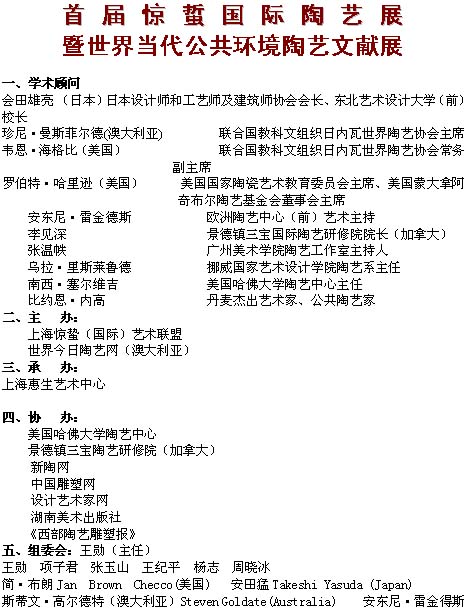 首 届 惊 蜇 国 际 陶 艺 展
暨世界当代公共环境陶艺文献展
一、学术顾问
会田雄亮 （日本）日本设计师和工艺师及建筑师协会会长、东北艺术设计大学（前）
校长
珍尼·曼斯菲尔德(澳大利亚) 联合国教科文组织日内瓦世界陶艺协会主席
韦恩·海格比（美国） 联合国教科文组织日内瓦世界陶艺协会常务
副主席
罗伯特·哈里逊（美国） 美国国家陶瓷艺术教育委员会主席、美国蒙大拿阿
奇布尔陶艺基金会董事会主席
安东尼·雷金德斯 欧洲陶艺中心（前）艺术主持
李见深 景德镇三宝国际陶艺研修院院长（加拿大）
张温帙 广州美术学院陶艺工作室主持人
乌拉·里斯莱鲁德 挪威国家艺术设计学院陶艺系主任
南西·塞尔维吉 美国哈佛大学陶艺中心主任
比约恩·内高 丹麦杰出艺术家、公共陶艺家
二、主 办：
上海惊蛰（国际）艺术联盟
世界今日陶艺网（澳大利亚）
三、承 办：
上海惠生艺术中心
四、协 办：
美国哈佛大学陶艺中心
景德镇三宝陶艺研修院（加拿大）
新陶网
中国雕塑网
设计艺术家网
湖南美术出版社
《西部陶艺雕塑报》
五、组委会：王勋（主任）
王勋 项子君 张玉山 王纪平 杨志 周晓冰
简·布朗Jan Brown Checco(美国) 安田猛Takeshi Yasuda (Japan)
斯蒂文·高尔德特（澳大利亚）Steven Goldate(Australia) 安东尼·雷金得斯